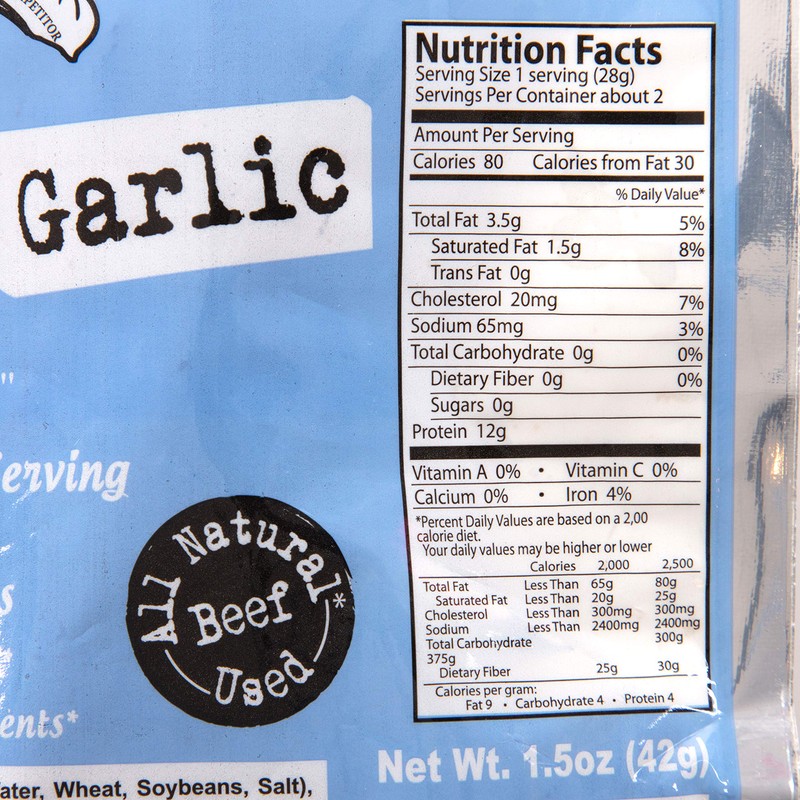 PETITOR
Garlic
"
erving
s
ents*
All Natural*
Beef
Used
ater, Wheat, Soybeans, Salt),
Nutrition Facts
Serving Size 1 serving (28g)
Servings Per Container about 2
Amount Per Serving
Calories 80 Calories from Fat 30
% Daily Value*
Total Fat 3.5g 5%
Saturated Fat 1.5g 8%
Trans Fat 0g
Cholesterol 20mg 7%
Sodium 65mg 3%
Total Carbohydrate 0g 0%
Dietary Fiber 0g 0%
Sugars 0g
Protein 12g
Vitamin A 0% • Vitamin C 0%
Calcium 0% • Iron 4%
*Percent Daily Values are based on a 2,00
calorie diet.
Your daily values may be higher or lower
Calories 2,000 2,500
Total Fat Less Than 65g 80g
Saturated Fat Less Than 20g 25g
Cholesterol Less Than 300mg 300mg
Sodium Less Than 2400mg 2400mg
Total Carbohydrate 300g
375g
Dietary Fiber 25g 30g
Calories per gram:
Fat 9 • Carbohydrate 4 • Protein 4
Net Wt. 1.5oz (42g)